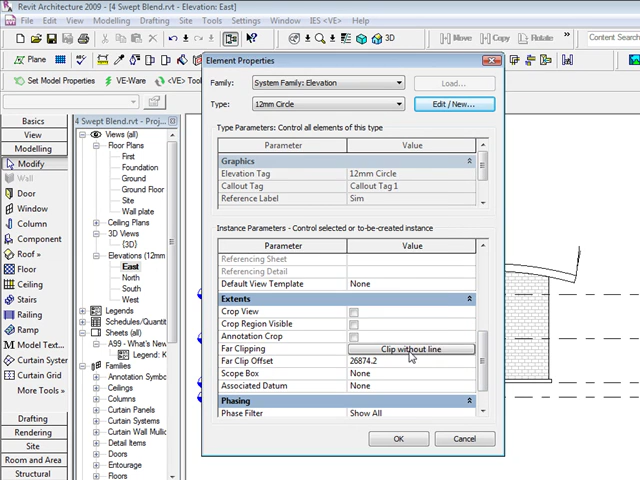 Revit Architecture 2009 - [4 Swept Blend.rvt - Elevation: East]
File Edit View Modelling Drafting Site Tools Settings Window IES <VE> Help
3D
Move
Copy
Rotate
Content Search
Plane
Set Model Properties
VE-Ware
<VE> Tool
Basics
View
Modelling
Modify
Wall
Door
Window
Column
Component
Roof »
Floor
Ceiling
Stairs
Railing
Ramp
Model Text...
Curtain System
Curtain Grid
More Tools »
Drafting
Rendering
Site
Room and Area
Structural
4 Swept Blend.rvt - Proj...
Views (all)
Floor Plans
First
Foundation
Ground
Ground Floor
Site
Wall plate
Ceiling Plans
3D Views
{3D}
Elevations (12mm
East
North
South
West
Legends
Schedules/Quantit
Sheets (all)
A99 - What's New
Legend: K
Families
Annotation Symbo
Ceilings
Columns
Curtain Panels
Curtain Systems
Curtain Wall Mulli
Detail Items
Doors
Entourage
Floors
Element Properties
Family:
System Family: Elevation
Load...
Type:
12mm Circle
Edit / New...
Type Parameters: Control all elements of this type
Parameter Value
Graphics
Elevation Tag 12mm Circle
Callout Tag Callout Tag 1
Reference Label Sim
Instance Parameters - Control selected or to-be-created instance
Parameter Value
Referencing Sheet
Referencing Detail
Default View Template None
Extents
Crop View
Crop Region Visible
Annotation Crop
Far Clipping Clip without line
Far Clip Offset 26874.2
Scope Box None
Associated Datum None
Phasing
Phase Filter Show All
OK
Cancel